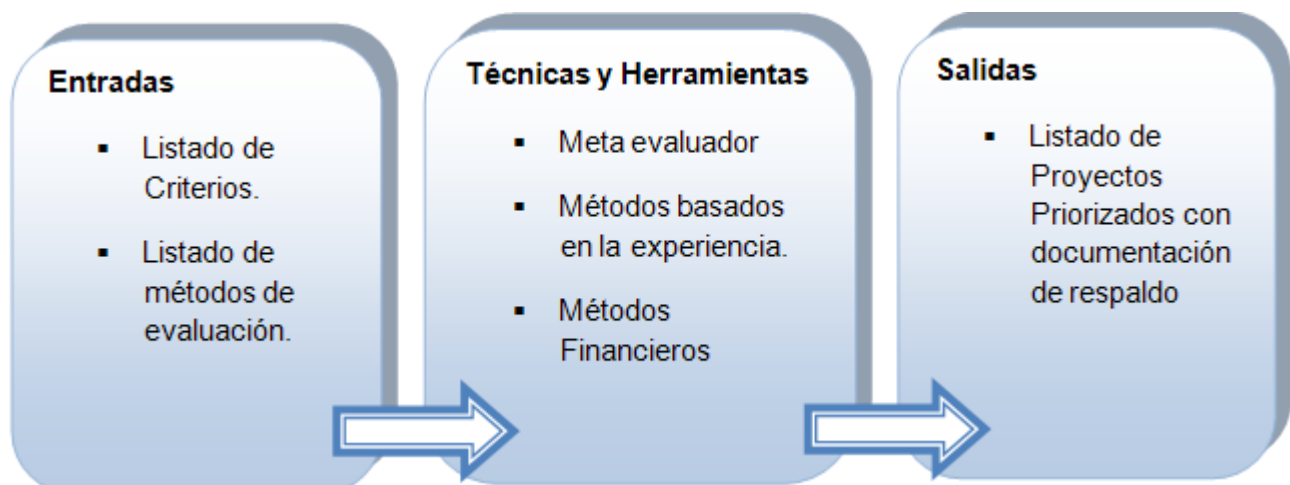 Entradas
▪ Listado de
Criterios.
▪ Listado de
métodos de
evaluación.
Técnicas y Herramientas
▪ Meta evaluador
▪ Métodos basados
en la experiencia.
▪ Métodos
Financieros
Salidas
▪ Listado de
Proyectos
Priorizados con
documentación
de respaldo